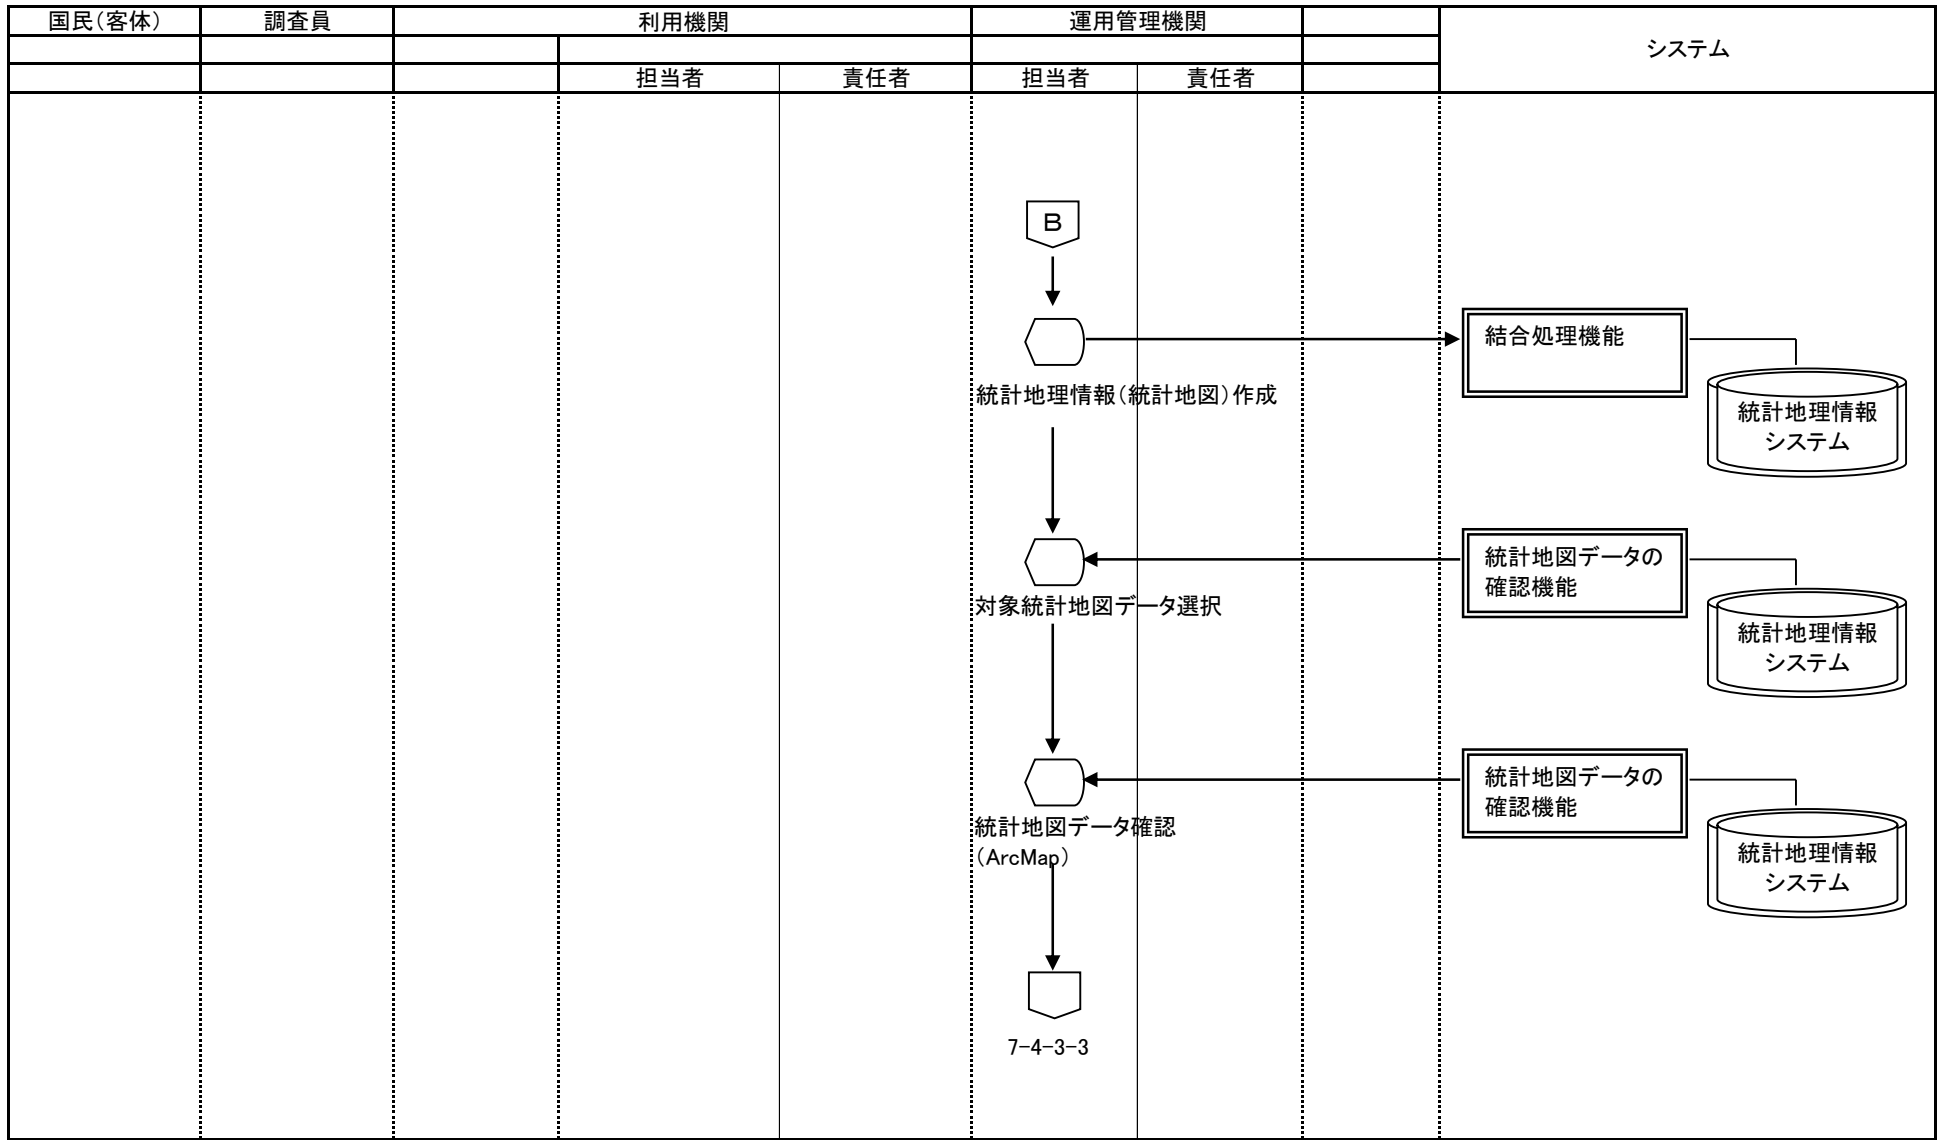 国民（客体）
調査員
利用機関
運用管理機関
システム
担当者
責任者
担当者
責任者
B
結合処理機能
統計地理情報（統計地図）作成
統計地理情報
システム
統計地図データの
確認機能
対象統計地図データ選択
統計地理情報
システム
統計地図データの
確認機能
統計地図データ確認
（ArcMap）
統計地理情報
システム
7-4-3-3